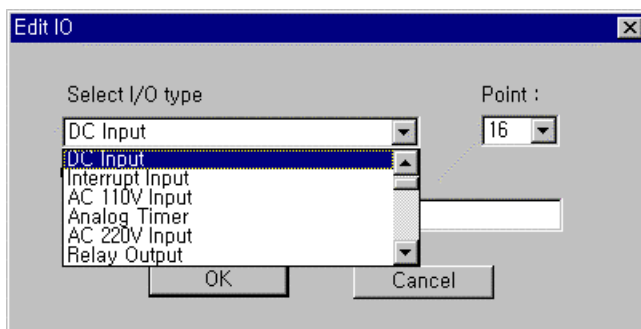 Edit IO
Select I/O type
Point :
DC Input
16
DC Input
Interrupt Input
AC 110V Input
Analog Timer
AC 220V Input
Relay Output
OK
Cancel